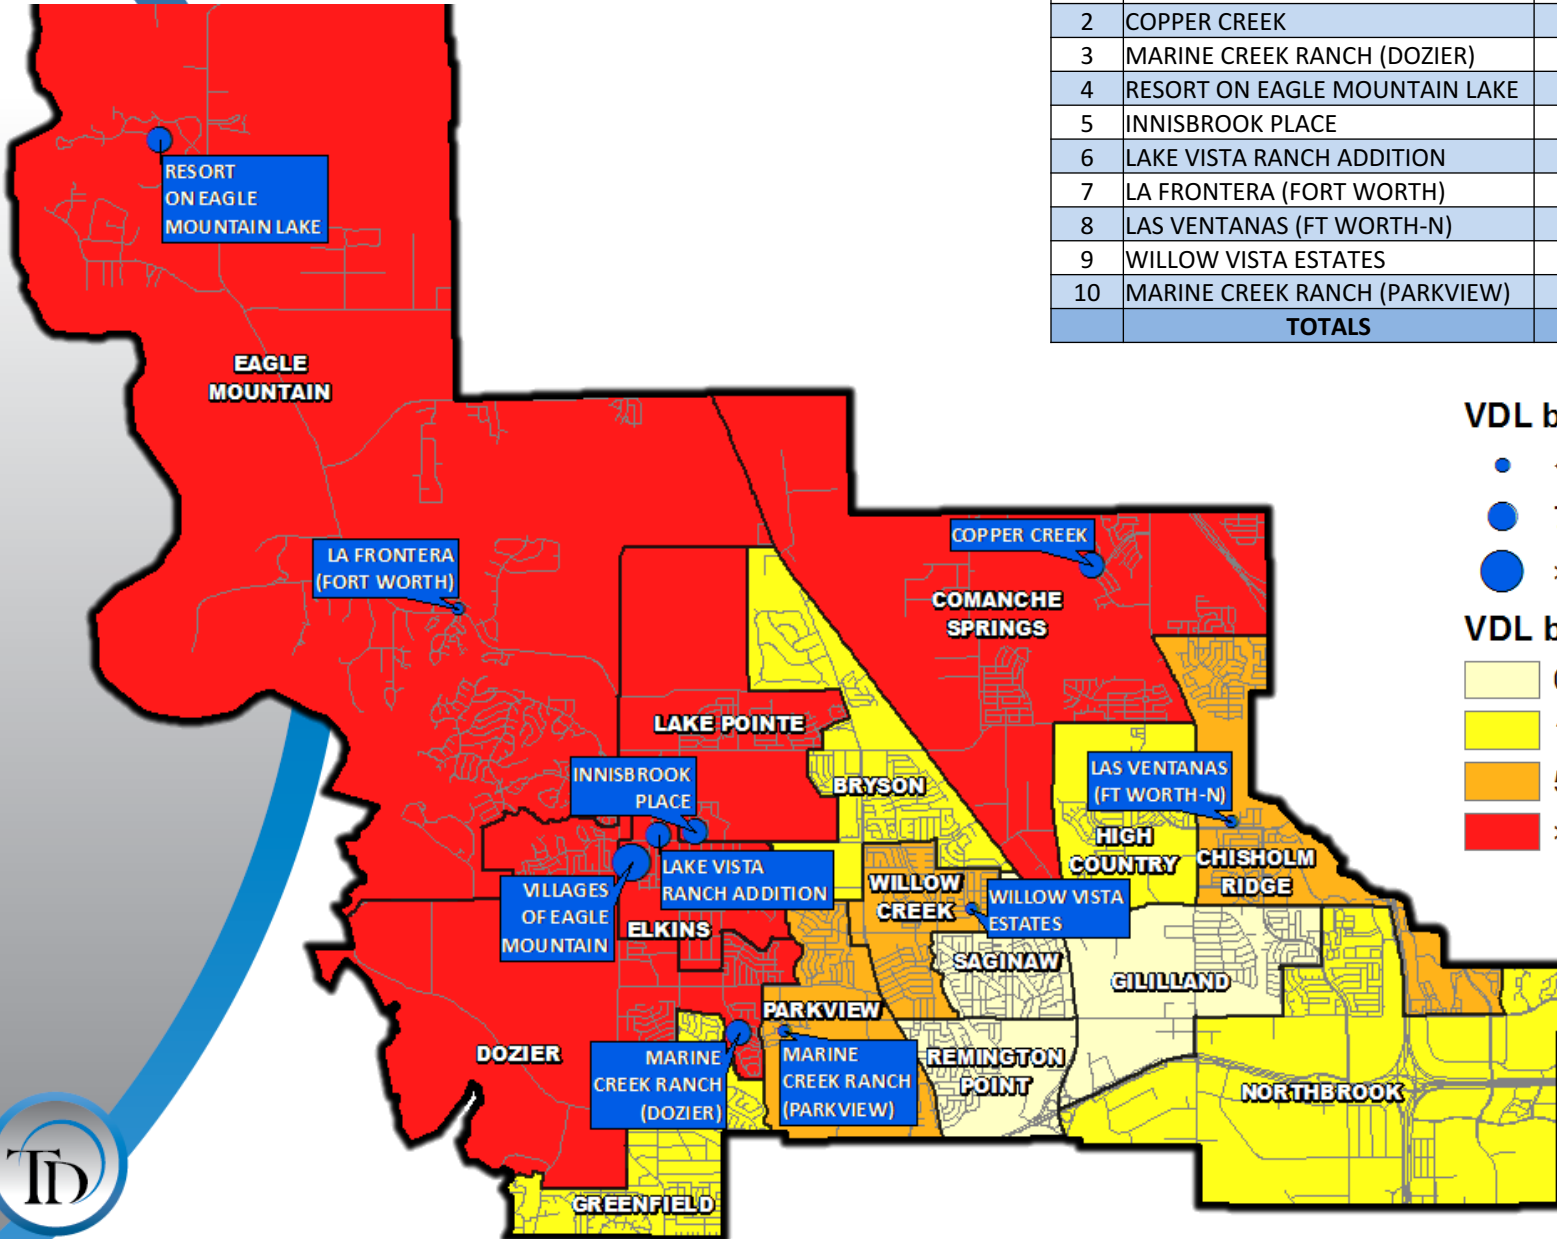 2 COPPER CREEK
3 MARINE CREEK RANCH (DOZIER)
4 RESORT ON EAGLE MOUNTAIN LAKE
5 INNISBROOK PLACE
6 LAKE VISTA RANCH ADDITION
7 LA FRONTERA (FORT WORTH)
8 LAS VENTANAS (FT WORTH-N)
9 WILLOW VISTA ESTATES
10 MARINE CREEK RANCH (PARKVIEW)
TOTALS
RESORT
ON EAGLE
MOUNTAIN LAKE
EAGLE
MOUNTAIN
VDL b
LA FRONTERA
(FORT WORTH)
COPPER CREEK
COMANCHE
SPRINGS
VDL b
LAKE POINTE
INNISBROOK
PLACE
BRYSON
LAS VENTANAS
(FT WORTH-N)
HIGH
COUNTRY
CHISHOLM
RIDGE
LAKE VISTA
RANCH ADDITION
VILLAGES
OF EAGLE
MOUNTAIN
WILLOW
CREEK
WILLOW VISTA
ESTATES
ELKINS
SAGINAW
GILILLAND
PARKVIEW
DOZIER
MARINE
CREEK RANCH
(DOZIER)
MARINE
CREEK RANCH
(PARKVIEW)
REMINGTON
POINT
NORTHBROOK
GREENFIELD
TD